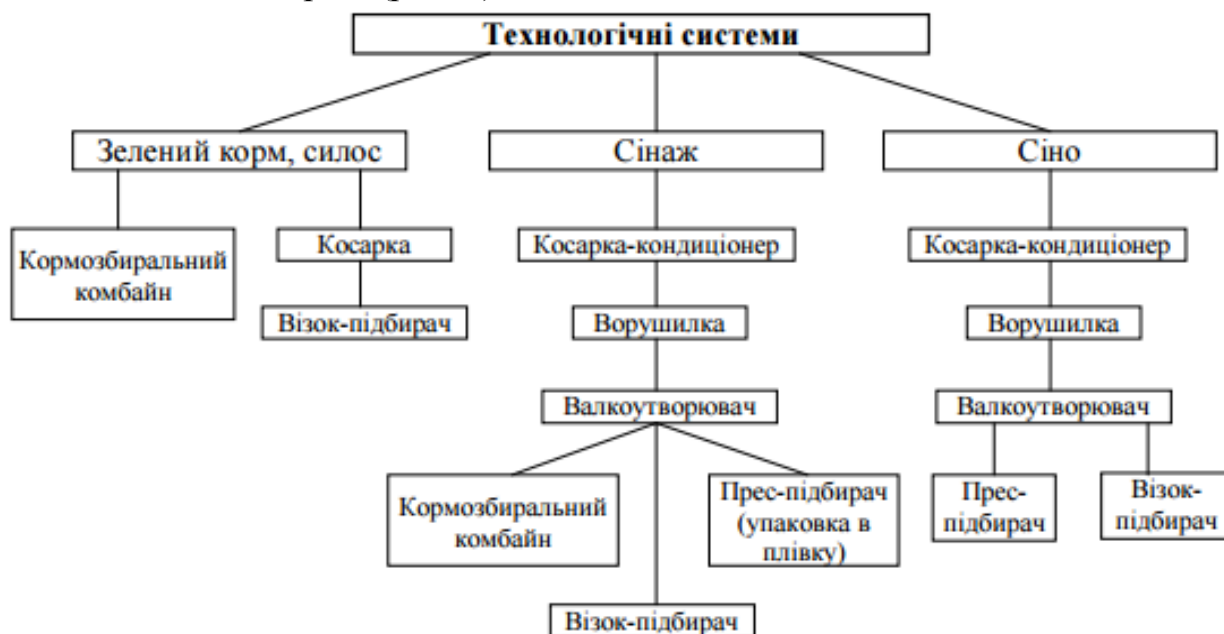 Технологічні системи
Зелений корм, силос
Сінаж
Сіно
Кормозбиральний
комбайн
Косарка
Візок-підбирач
Косарка-кондиціонер
Ворушилка
Валкоутворювач
Кормозбиральний
комбайн
Прес-підбирач
(упаковка в
плівку)
Візок-підбирач
Косарка-кондиціонер
Ворушилка
Валкоутворювач
Прес-
підбирач
Візок-
підбирач